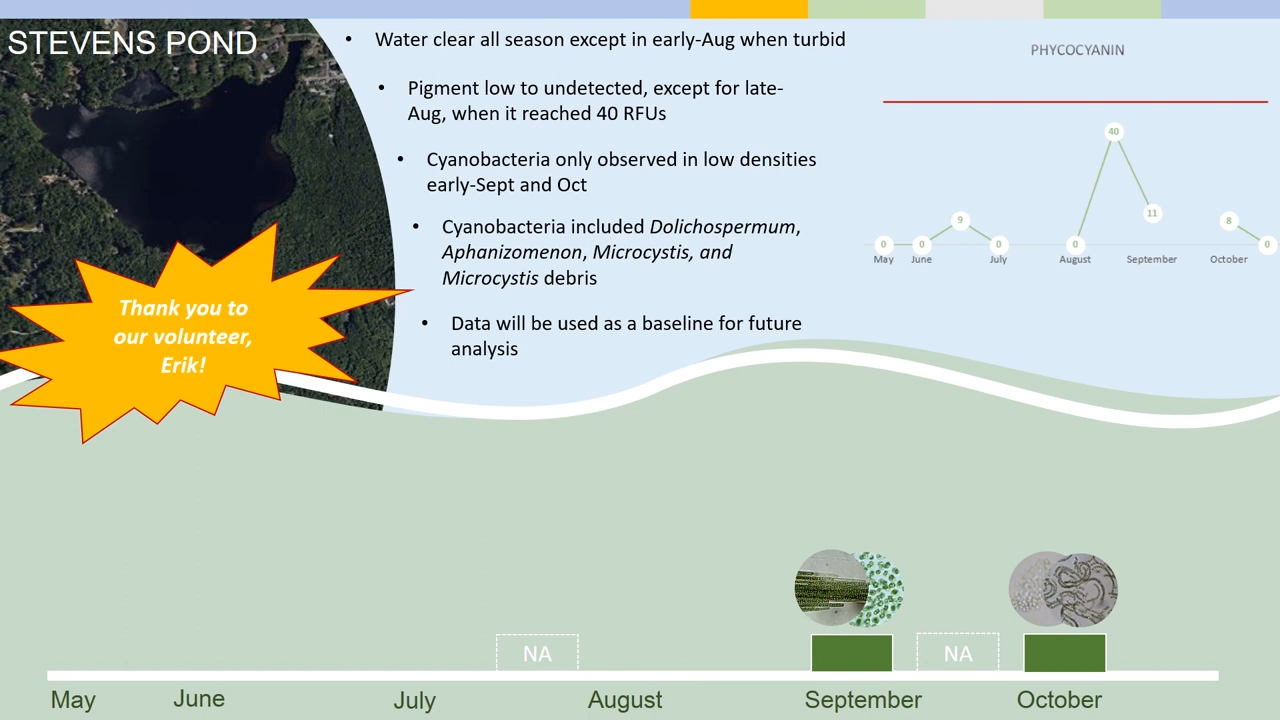 STEVENS POND
• Water clear all season except in early-Aug when turbid
• Pigment low to undetected, except for late-
Aug, when it reached 40 RFUs
• Cyanobacteria only observed in low densities
early-Sept and Oct
• Cyanobacteria included Dolichospermum,
Aphanizomenon, Microcystis, and
Microcystis debris
• Data will be used as a baseline for future
analysis
Thank you to
our volunteer,
Erik!
PHYCOCYANIN
0 0 9 0 0 40 11 8 0
May June July August September October
NA NA
May June July August September October